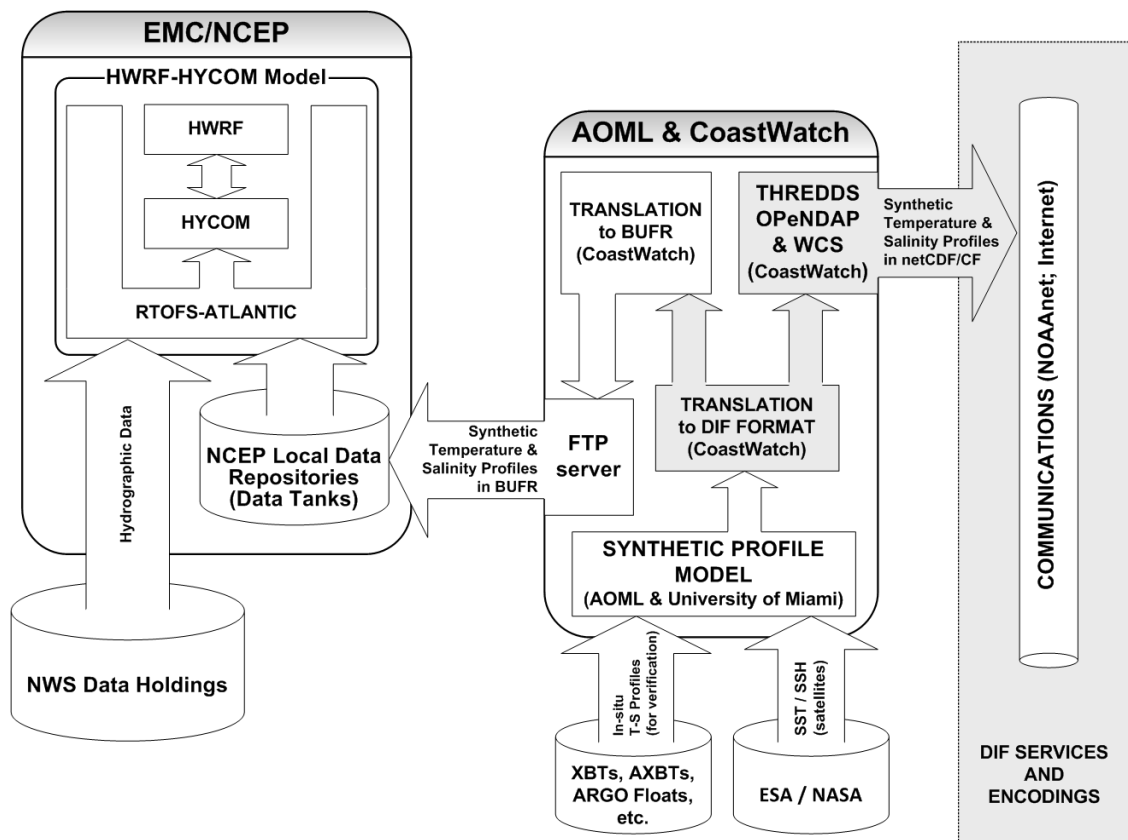 EMC/NCEP
HWRF-HYCOM Model
HWRF
HYCOM
RTOFS-ATLANTIC
Hydrographic Data
NCEP Local Data
Repositories
(Data Tanks)
NWS Data Holdings
Synthetic
Temperature &
Salinity Profiles
in BUFR
AOML & CoastWatch
TRANSLATION
to BUFR
(CoastWatch)
THREDDS
OPeNDAP
& WCS
(CoastWatch)
FTP
server
TRANSLATION
to DIF FORMAT
(CoastWatch)
SYNTHETIC PROFILE
MODEL
(AOML & University of Miami)
In-situ
T-S Profiles
(for verification)
SST / SSH
(satellites)
XBTs, AXBTs,
ARGO Floats,
etc.
ESA / NASA
Synthetic
Temperature &
Salinity Profiles
in netCDF/CF
COMMUNICATIONS (NOAAnet; Internet)
DIF SERVICES
AND
ENCODINGS